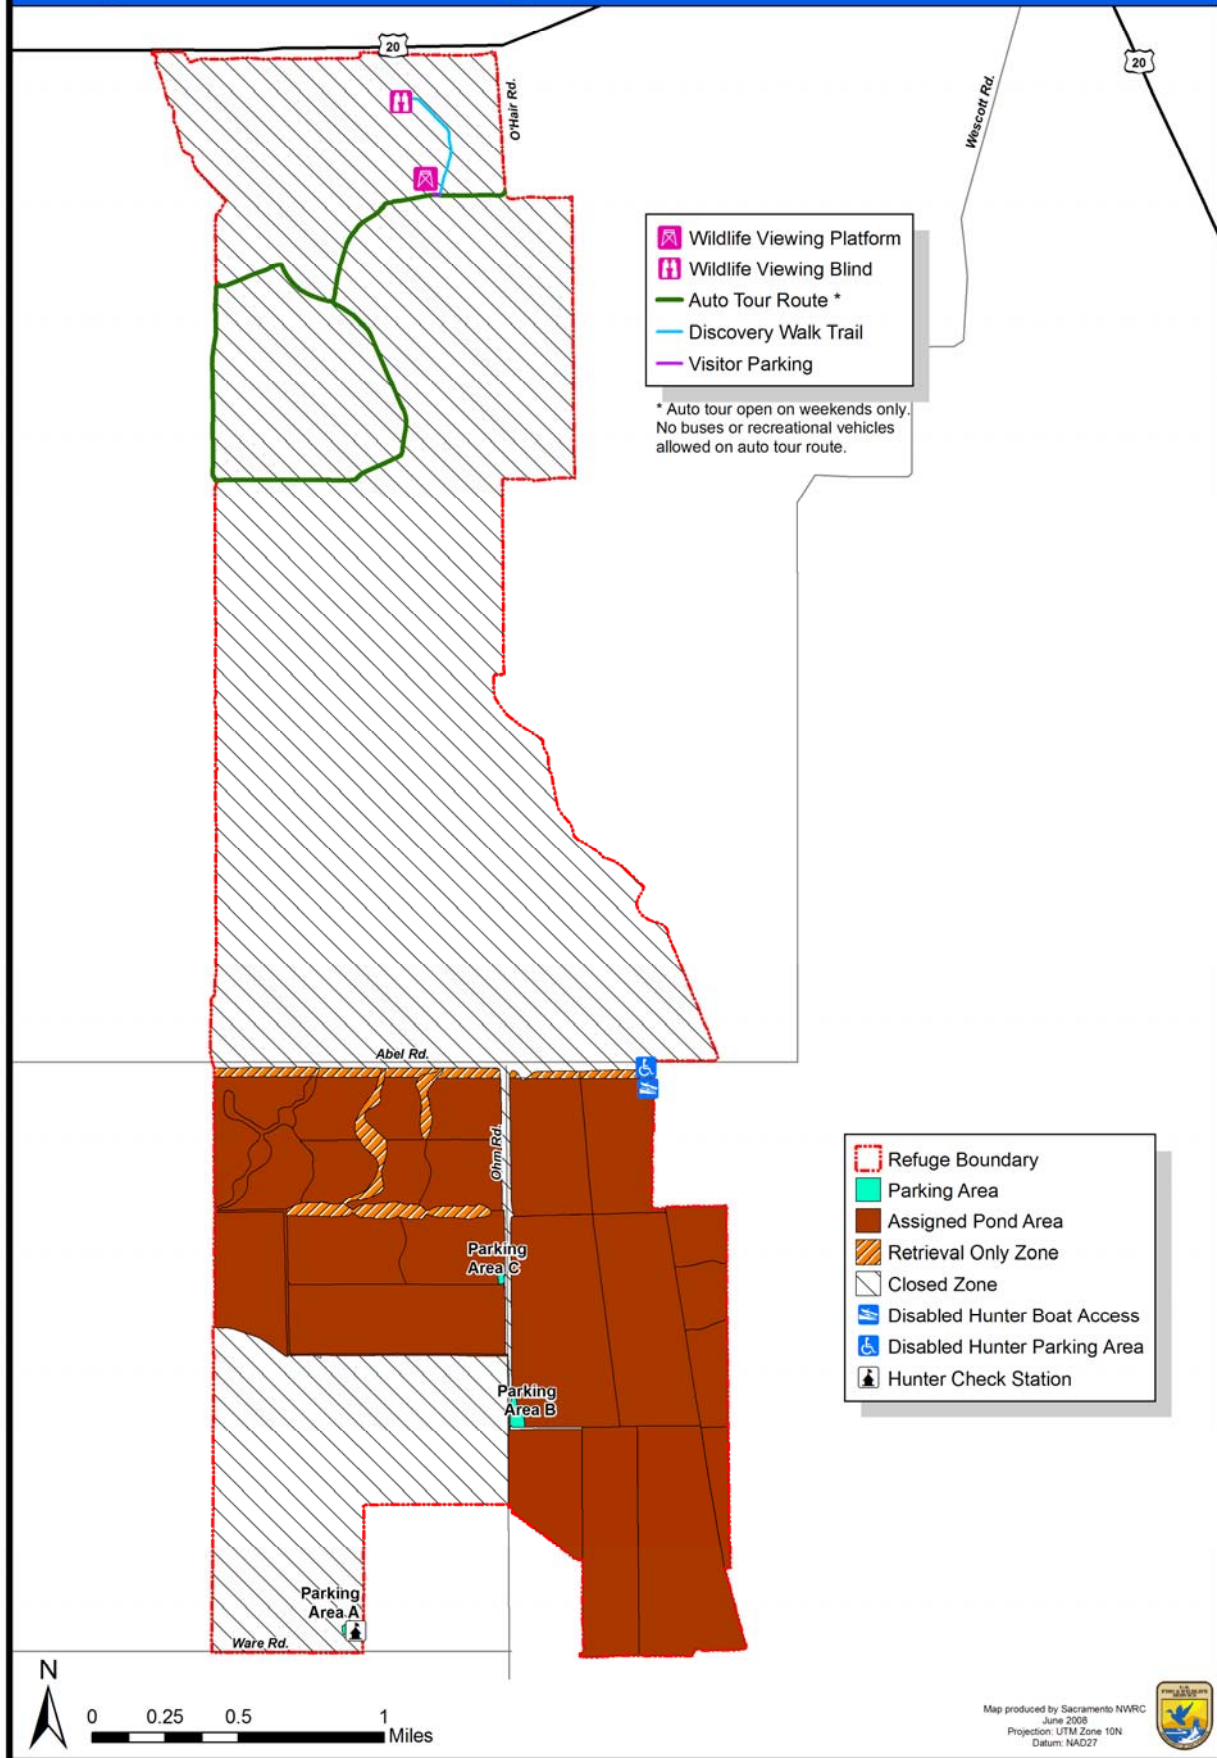 20
20
O'Hair Rd.
Wescott Rd.
Wildlife Viewing Platform
Wildlife Viewing Blind
Auto Tour Route *
Discovery Walk Trail
Visitor Parking
* Auto tour open on weekends only.
No buses or recreational vehicles
allowed on auto tour route.
Abel Rd.
Ohm Rd.
Refuge Boundary
Parking Area
Assigned Pond Area
Retrieval Only Zone
Closed Zone
Disabled Hunter Boat Access
Disabled Hunter Parking Area
Hunter Check Station
Parking
Area C
Parking
Area B
Parking
Area A
Ware Rd.
N
0 0.25 0.5 1
Miles
Map produced by Sacramento NWRC
June 2008
Projection: UTM Zone 10N
Datum: NAD27
U.S.
FISH & WILDLIFE
SERVICE